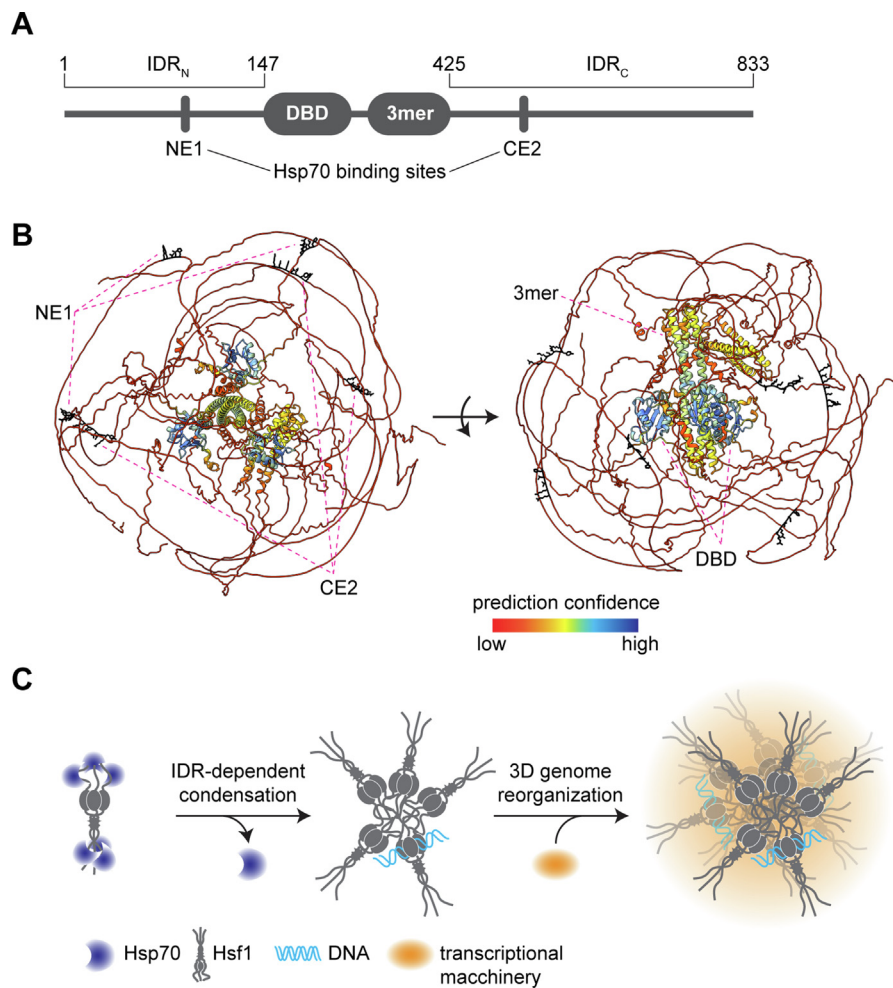 A
1 IDRN 147 425 IDRC 833
DBD 3mer
NE1 CE2
Hsp70 binding sites
B
NE1
3mer
CE2
DBD
prediction confidence
low high
C
IDR-dependent
condensation
3D genome
reorganization
Hsp70 Hsf1 DNA transcriptional
macchinery